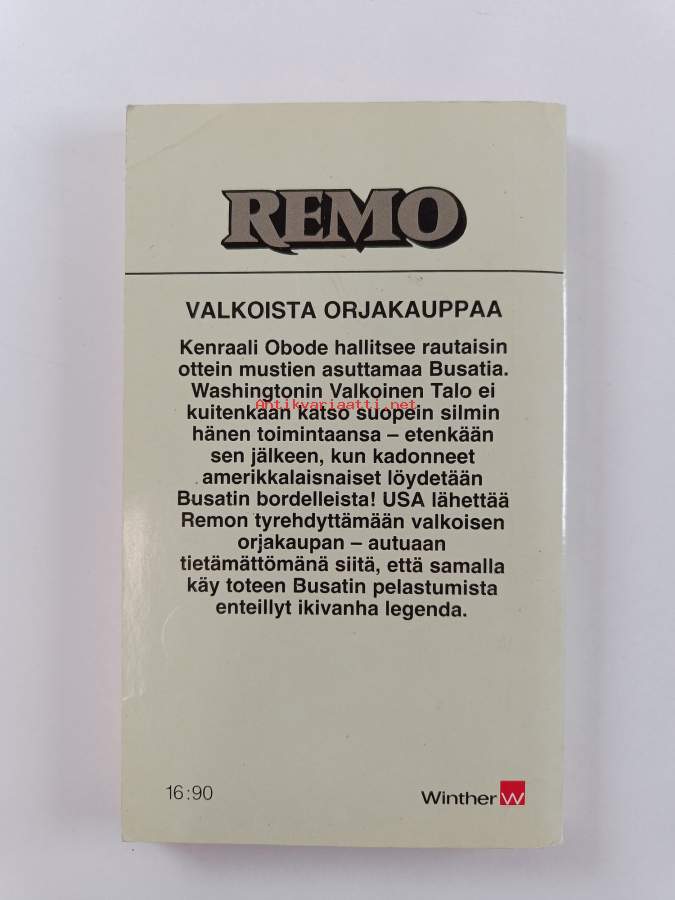 REMO
VALKOISTA ORJAKAUPPAA
Kenraali Obode hallitsee rautaisin
ottein mustien asuttamaa Busatia.
Washingtonin Valkoinen Talo ei
Antikvariaatti.net
kuitenkaan katso suopein silmin
hänen toimintaansa – etenkään
sen jälkeen, kun kadonneet
amerikkalaisnaiset löydetään
Busatin bordelleista! USA lähettää
Remon tyrehdyttämään valkoisen
orjakaupan – autuaan
tietämättömänä siitä, että samalla
käy toteen Busatin pelastumista
enteillyt ikivanha legenda.
16:90
Winther W